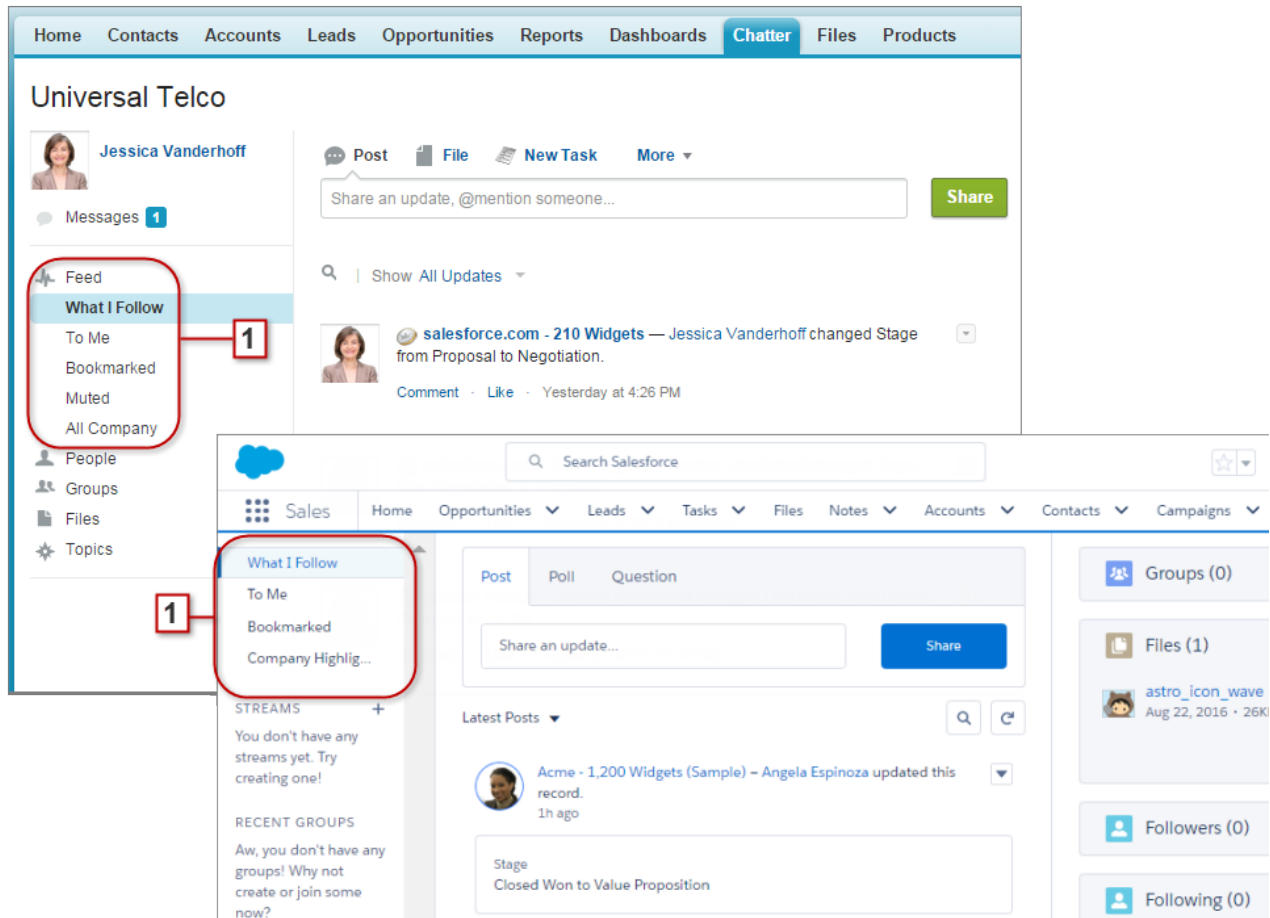 Home Contacts Accounts Leads Opportunities Reports Dashboards Chatter Files Products
Universal Telco
Jessica Vanderhoff
Messages 1
Feed
What I Follow
To Me
Bookmarked
Muted
All Company
People
Groups
Files
Topics
1
Post File New Task More
Share an update, @mention someone...
Share
Show All Updates
salesforce.com - 210 Widgets — Jessica Vanderhoff changed Stage
from Proposal to Negotiation.
Comment · Like · Yesterday at 4:26 PM
Search Salesforce
Sales Home Opportunities Leads Tasks Files Notes Accounts Contacts Campaigns
What I Follow
To Me
Bookmarked
Company Highlig...
1
STREAMS +
You don't have any
streams yet. Try
creating one!
RECENT GROUPS
Aw, you don't have any
groups! Why not
create or join some
now?
Post Poll Question
Share an update...
Share
Latest Posts
Acme - 1,200 Widgets (Sample) – Angela Espinoza updated this
record.
1h ago
Stage
Closed Won to Value Proposition
Groups (0)
Files (1)
astro_icon_wave
Aug 22, 2016 • 26K
Followers (0)
Following (0)